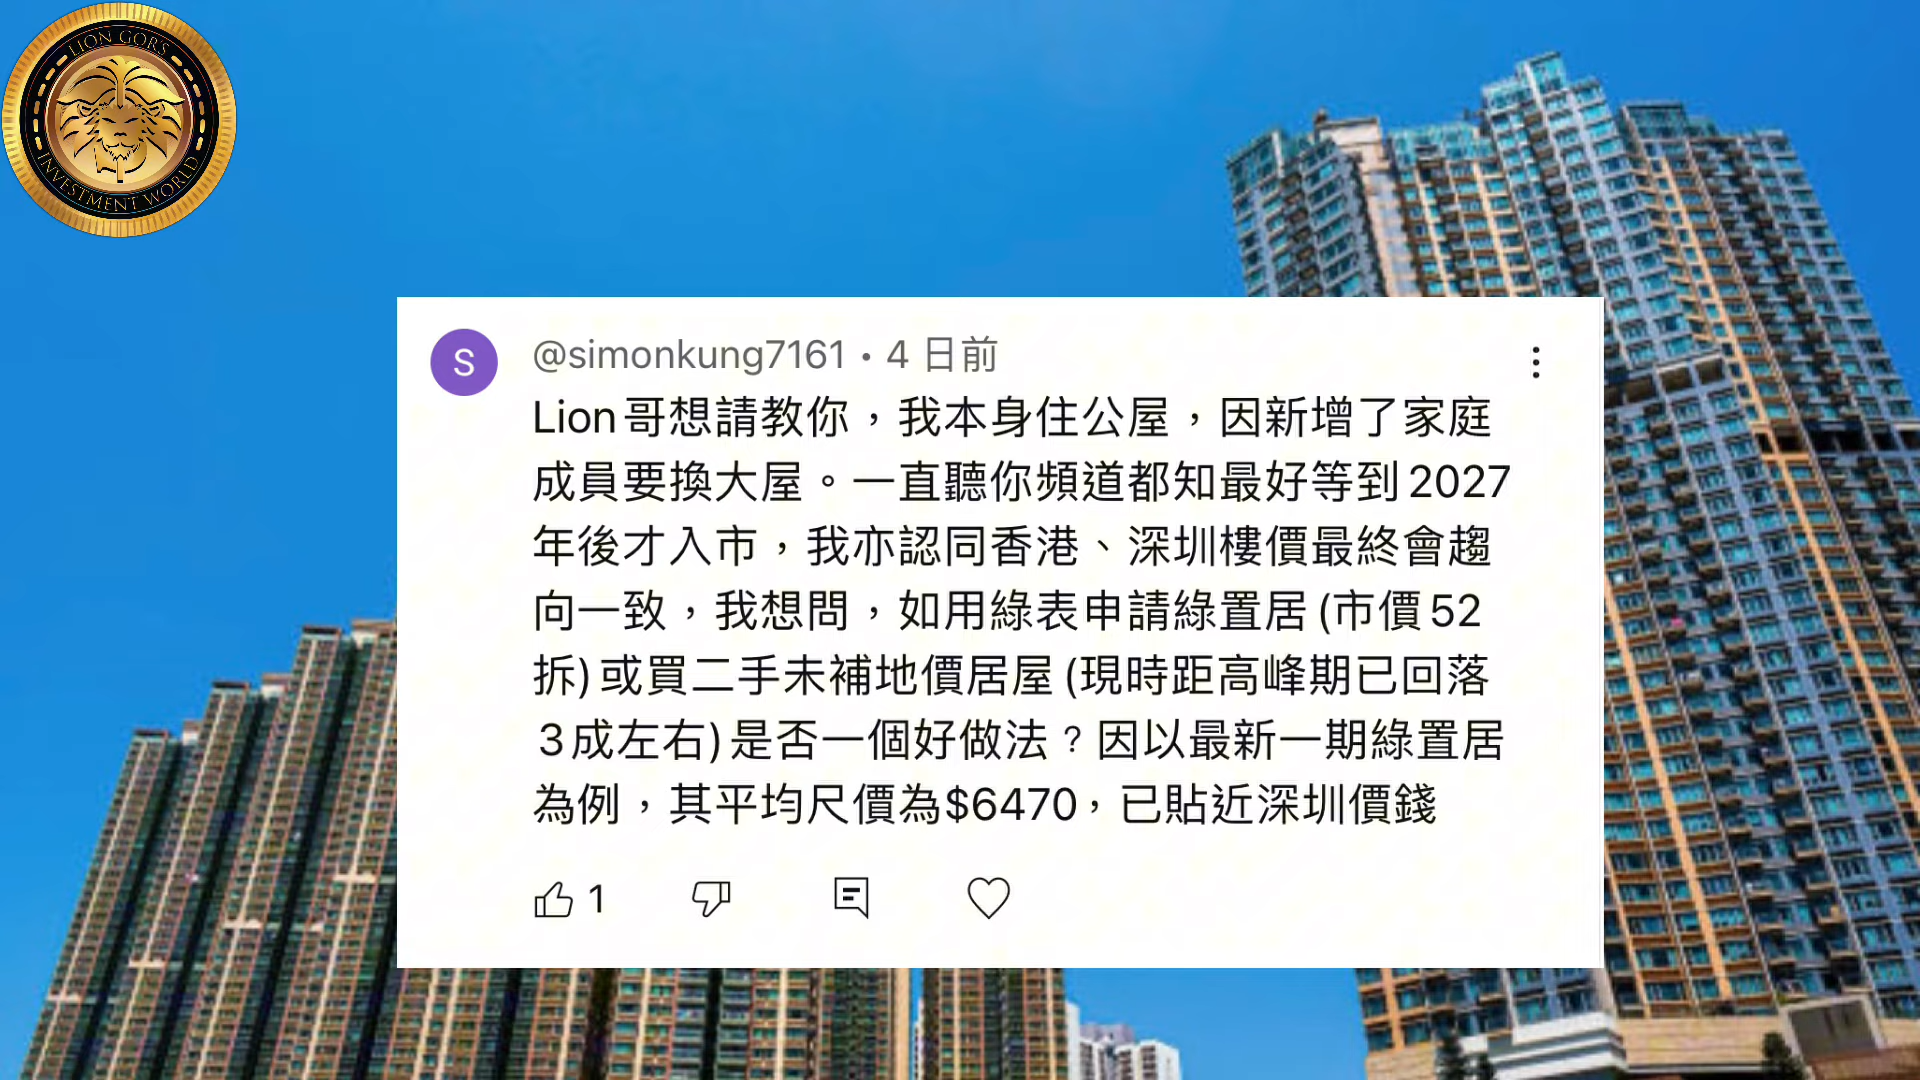 LION GORS
INVESTMENT WORLD
S
@simonkung7161 • 4 日前
Lion哥想請教你，我本身住公屋，因新增了家庭
成員要換大屋。一直聽你頻道都知最好等到2027
年後才入市，我亦認同香港、深圳樓價最終會趨
向一致，我想問，如用綠表申請綠置居(市價52
拆)或買二手未補地價居屋(現時距高峰期已回落
3成左右)是否一個好做法？因以最新一期綠置居
為例，其平均尺價為$6470，已貼近深圳價錢
1